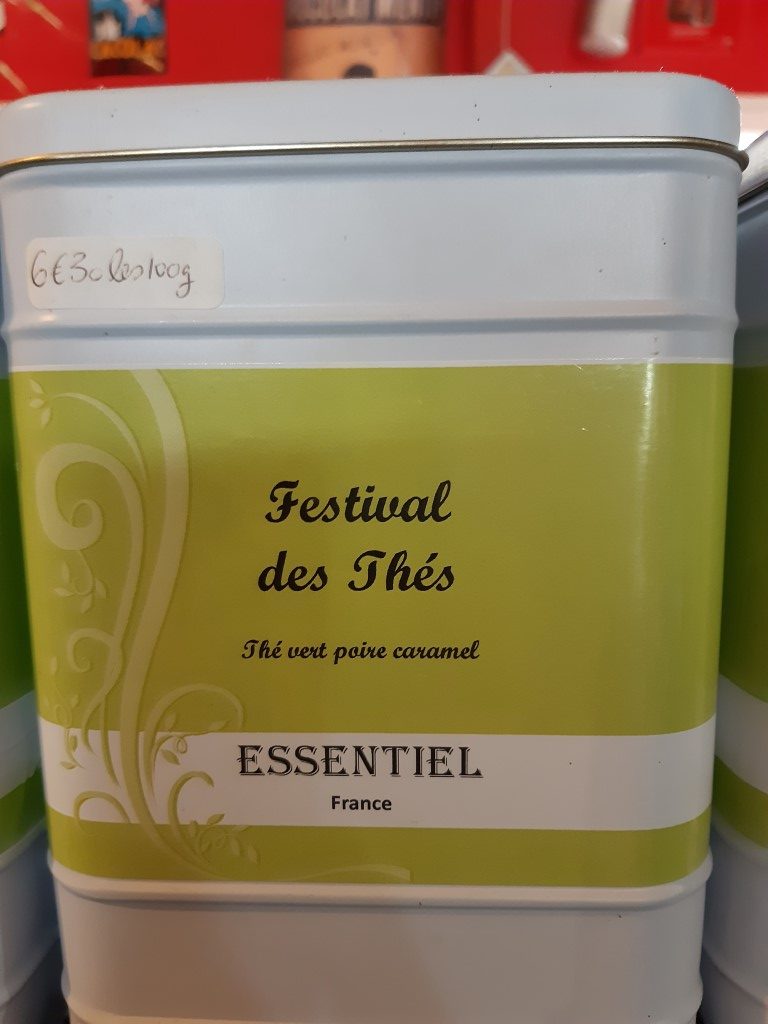 6€30 les 100g
Festival
des Thés
Thé vert poire caramel
ESSENTIEL
France